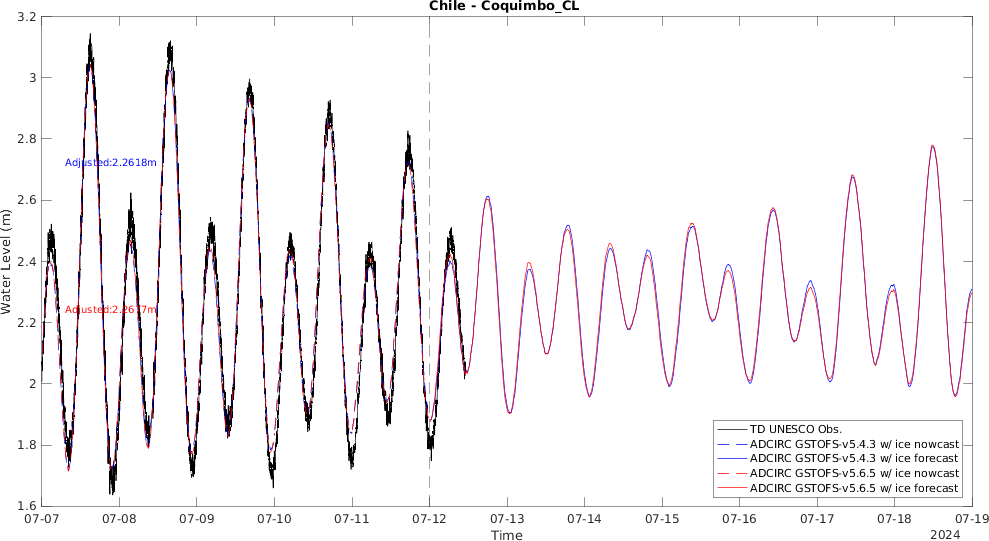 Chile - Coquimbo_CL
3.2
3
2.8
2.6
2.4
2.2
2
1.8
1.6
Water Level (m)
Adjusted:2.2618m
Adjusted:2.2677m
TD UNESCO Obs.
ADCIRC GSTOFS-v5.4.3 w/ ice nowcast
ADCIRC GSTOFS-v5.4.3 w/ ice forecast
ADCIRC GSTOFS-v5.6.5 w/ ice nowcast
ADCIRC GSTOFS-v5.6.5 w/ ice forecast
07-07 07-08 07-09 07-10 07-11 07-12 07-13 07-14 07-15 07-16 07-17 07-18 07-19
Time
2024